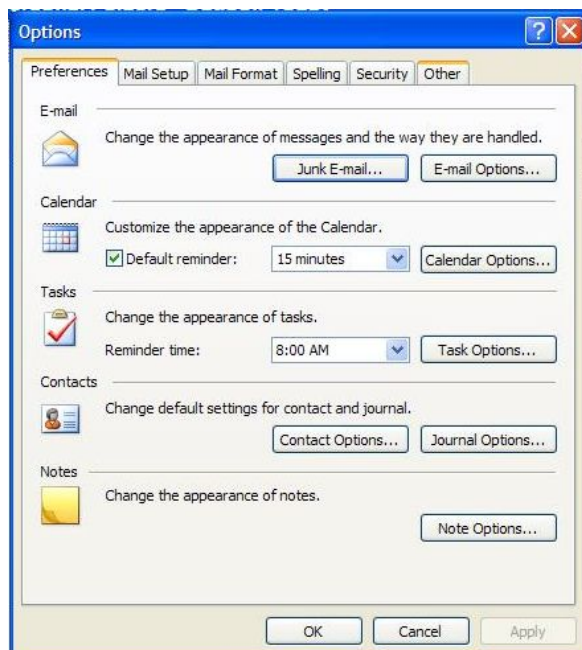 Options
Preferences Mail Setup Mail Format Spelling Security Other
E-mail
Change the appearance of messages and the way they are handled.
Junk E-mail... E-mail Options...
Calendar
Customize the appearance of the Calendar.
Default reminder: 15 minutes Calendar Options...
Tasks
Change the appearance of tasks.
Reminder time: 8:00 AM Task Options...
Contacts
Change default settings for contact and journal.
Contact Options... Journal Options...
Notes
Change the appearance of notes.
Note Options...
OK Cancel Apply